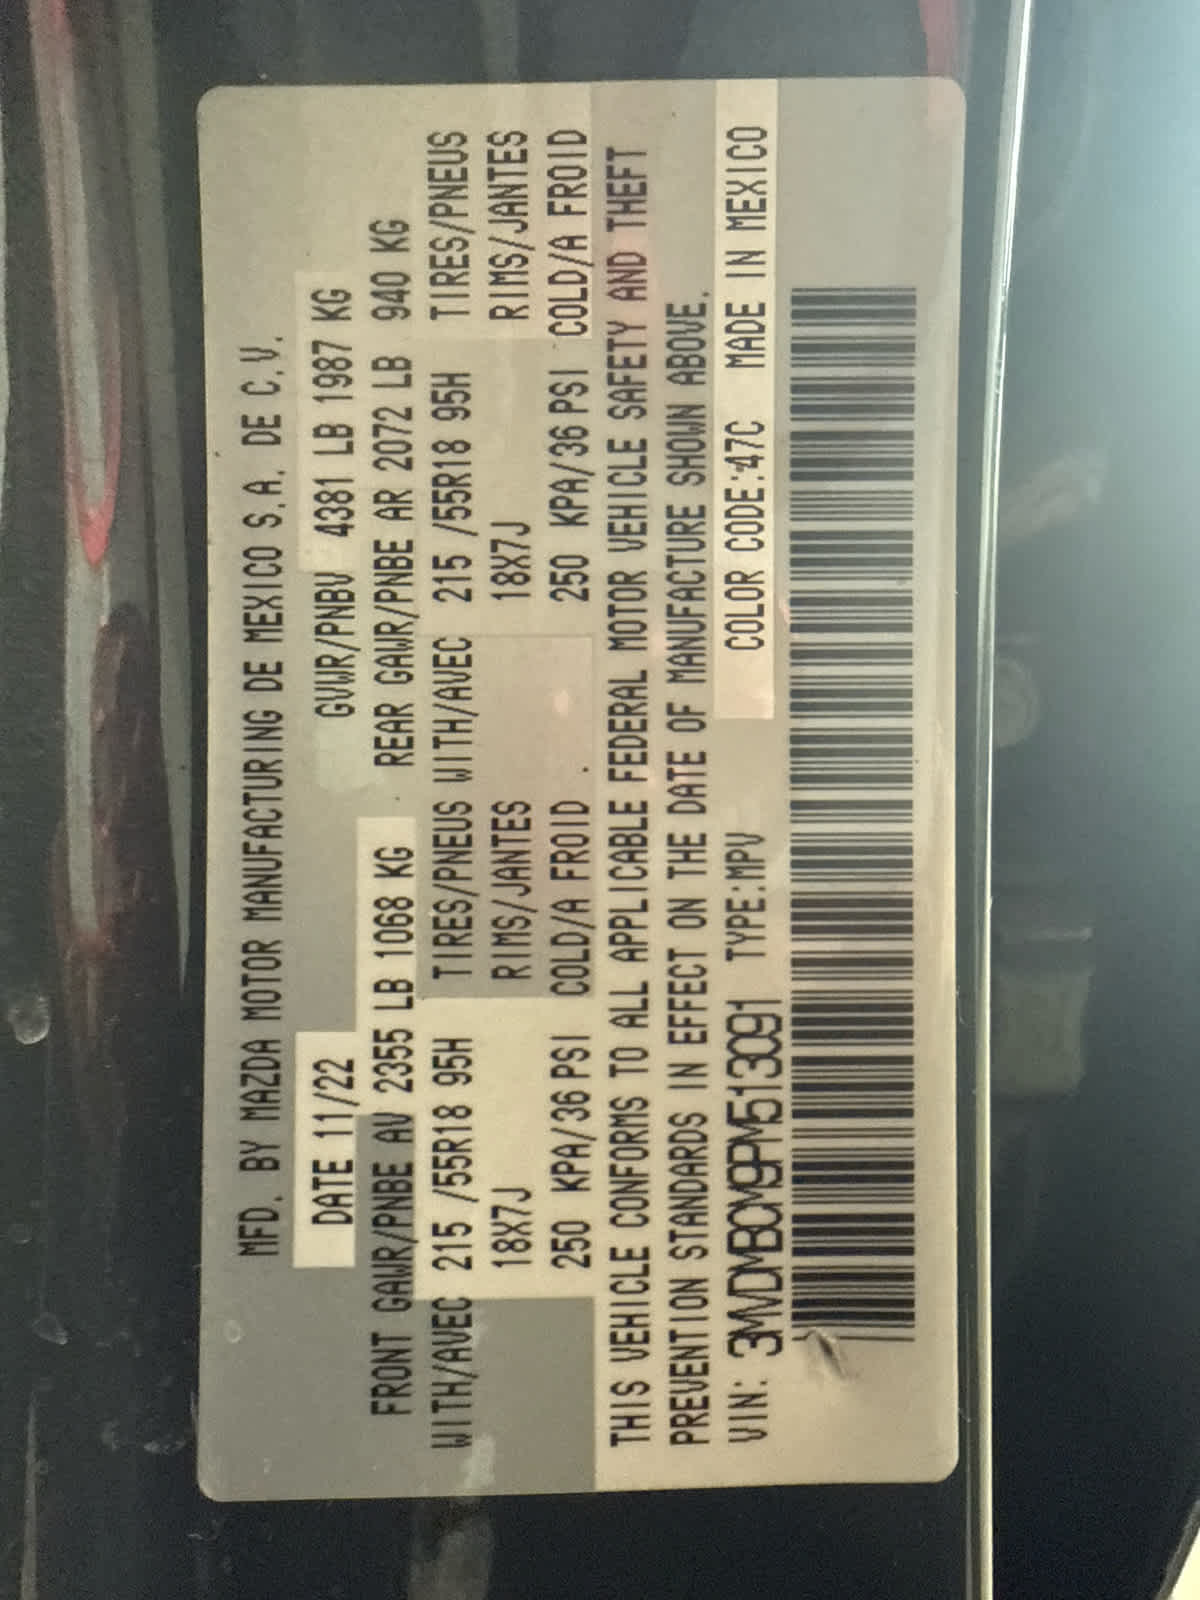 MFD. BY MAZDA MOTOR MANUFACTURING DE MEXICO S.A. DE C.V.
DATE 11/22 GVWR/PNBV 4381 LB 1987 KG
FRONT GAWR/PNBE AV 2355 LB 1068 KG REAR GAWR/PNBE AR 2072 LB 940 KG
WITH/AVEC 215 /55R18 95H TIRES/PNEUS WITH/AVEC 215 /55R18 95H TIRES/PNEUS
18X7J RIMS/JANTES 18X7J RIMS/JANTES
250 KPA/36 PSI COLD/A FROID 250 KPA/36 PSI COLD/A FROID
THIS VEHICLE CONFORMS TO ALL APPLICABLE FEDERAL MOTOR VEHICLE SAFETY AND THEFT
PREVENTION STANDARDS IN EFFECT ON THE DATE OF MANUFACTURE SHOWN ABOVE.
VIN: 3MVDMBCM9PM513091 TYPE:MPV COLOR CODE:47C MADE IN MEXICO